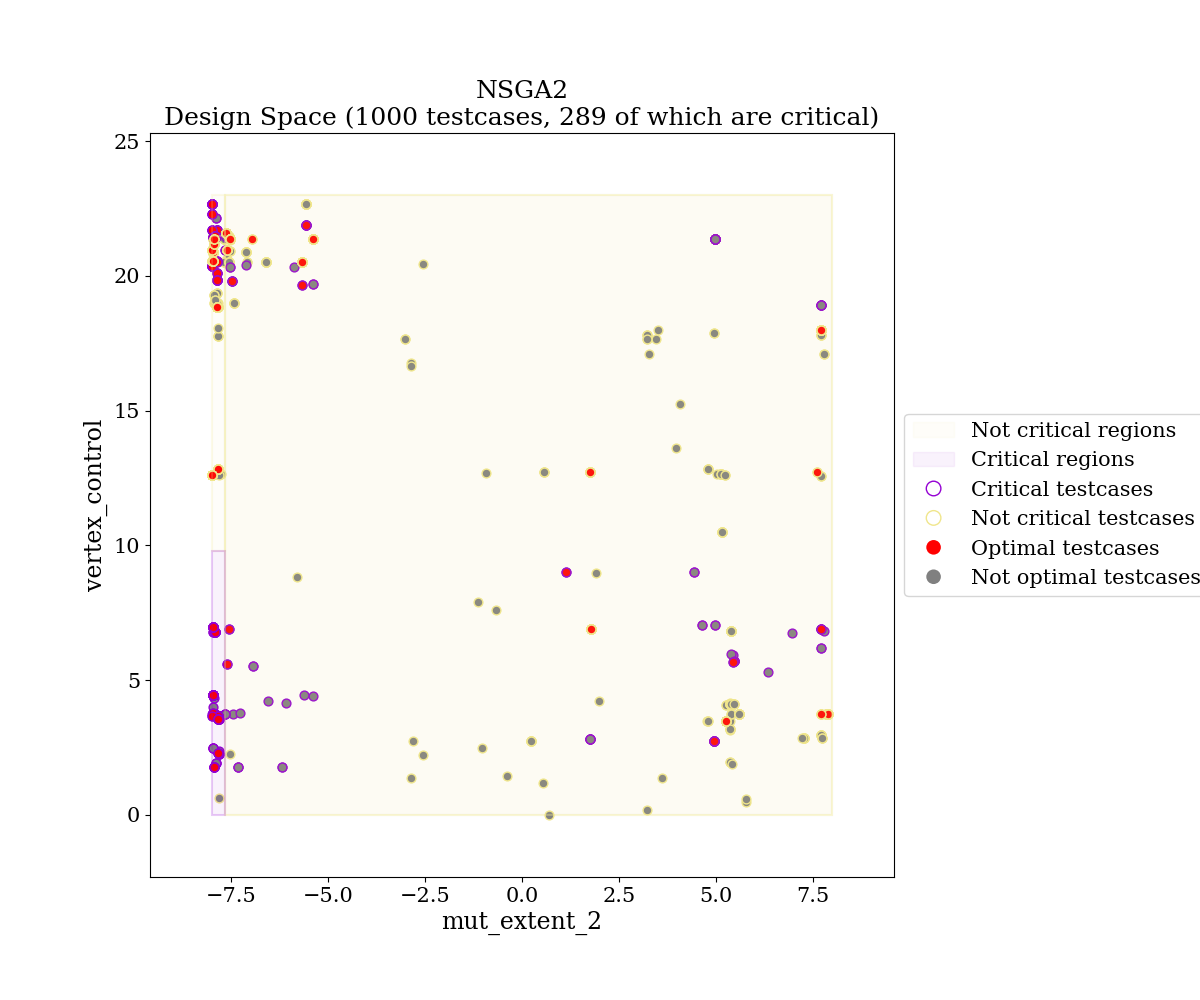 NSGA2
Design Space (1000 testcases, 289 of which are critical)
25
20
15
10
5
0
vertex_control
−7.5 −5.0 −2.5 0.0 2.5 5.0 7.5
mut_extent_2
Not critical regions
Critical regions
Critical testcases
Not critical testcases
Optimal testcases
Not optimal testcases